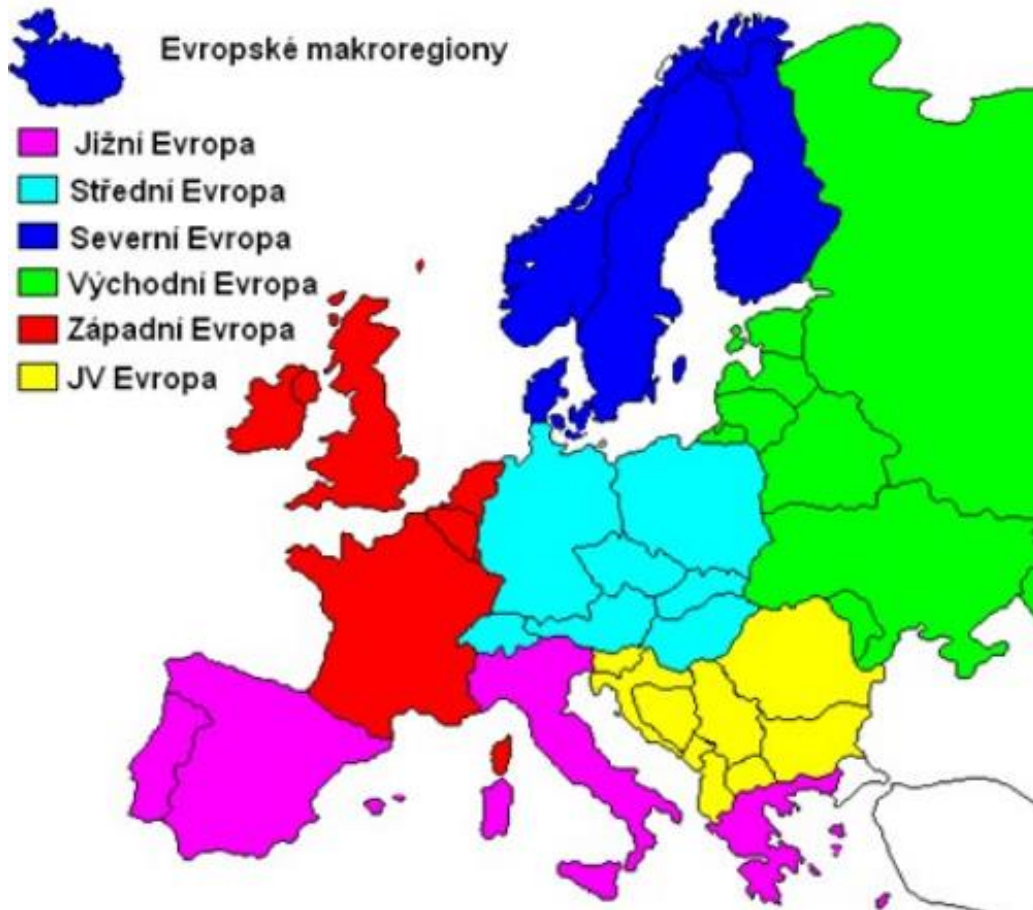 Evropské makroregiony
Jižní Evropa
Střední Evropa
Severní Evropa
Východní Evropa
Západní Evropa
JV Evropa